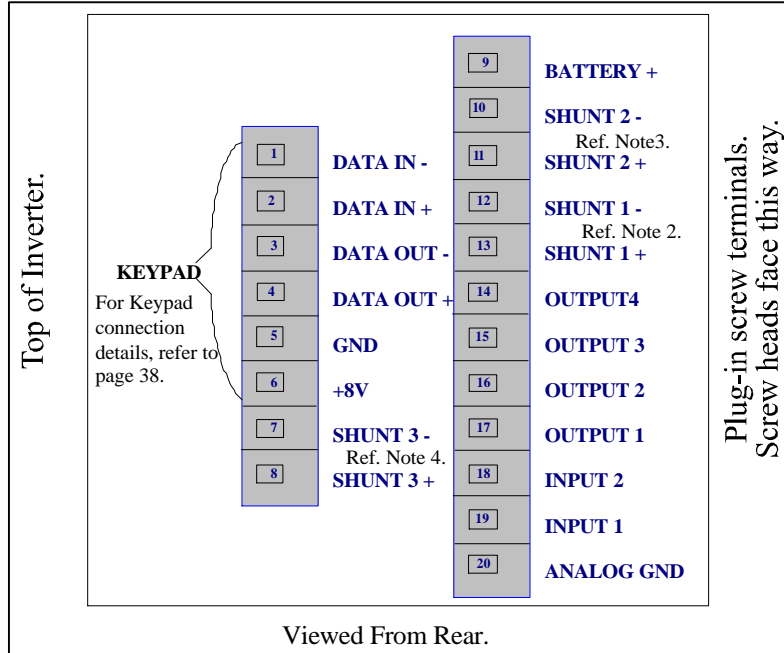 Top of Inverter.
KEYPAD
For Keypad
connection
details, refer to
page 38.
1 DATA IN -
2 DATA IN +
3 DATA OUT -
4 DATA OUT +
5 GND
6 +8V
7 SHUNT 3 -
Ref. Note 4.
8 SHUNT 3 +
9 BATTERY +
10 SHUNT 2 -
Ref. Note3.
11 SHUNT 2 +
12 SHUNT 1 -
Ref. Note 2.
13 SHUNT 1 +
14 OUTPUT4
15 OUTPUT 3
16 OUTPUT 2
17 OUTPUT 1
18 INPUT 2
19 INPUT 1
20 ANALOG GND
Plug-in screw terminals.
Screw heads face this way.
Viewed From Rear.